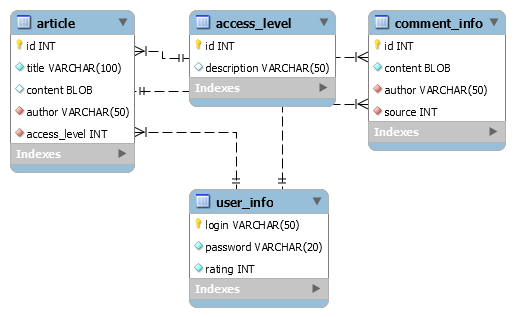 article
id INT
title VARCHAR(100)
content BLOB
author VARCHAR(50)
access_level INT
Indexes
access_level
id INT
description VARCHAR(50)
Indexes
comment_info
id INT
content BLOB
author VARCHAR(50)
source INT
Indexes
user_info
login VARCHAR(50)
password VARCHAR(20)
rating INT
Indexes